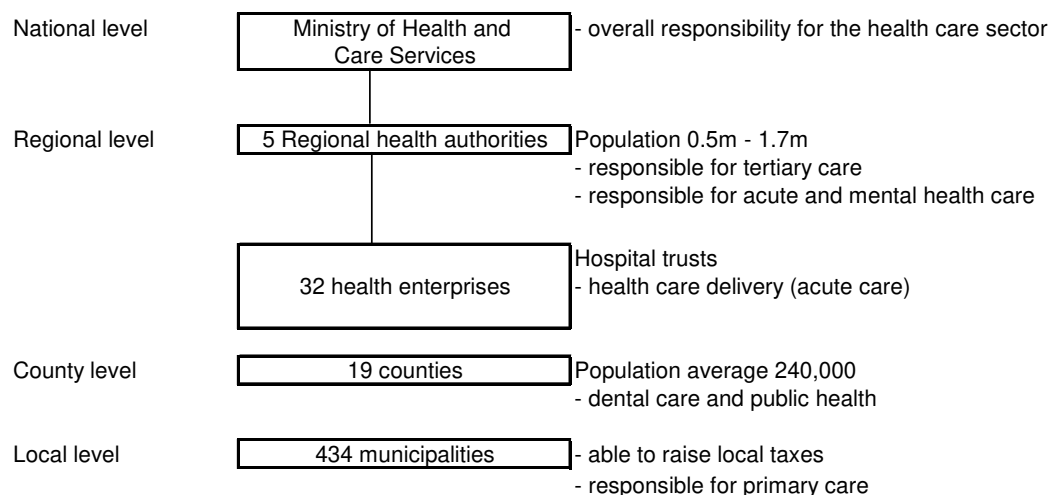 National level
Ministry of Health and
Care Services
- overall responsibility for the health care sector
Regional level
5 Regional health authorities
Population 0.5m - 1.7m
- responsible for tertiary care
- responsible for acute and mental health care
32 health enterprises
Hospital trusts
- health care delivery (acute care)
County level
19 counties
Population average 240,000
- dental care and public health
Local level
434 municipalities
- able to raise local taxes
- responsible for primary care